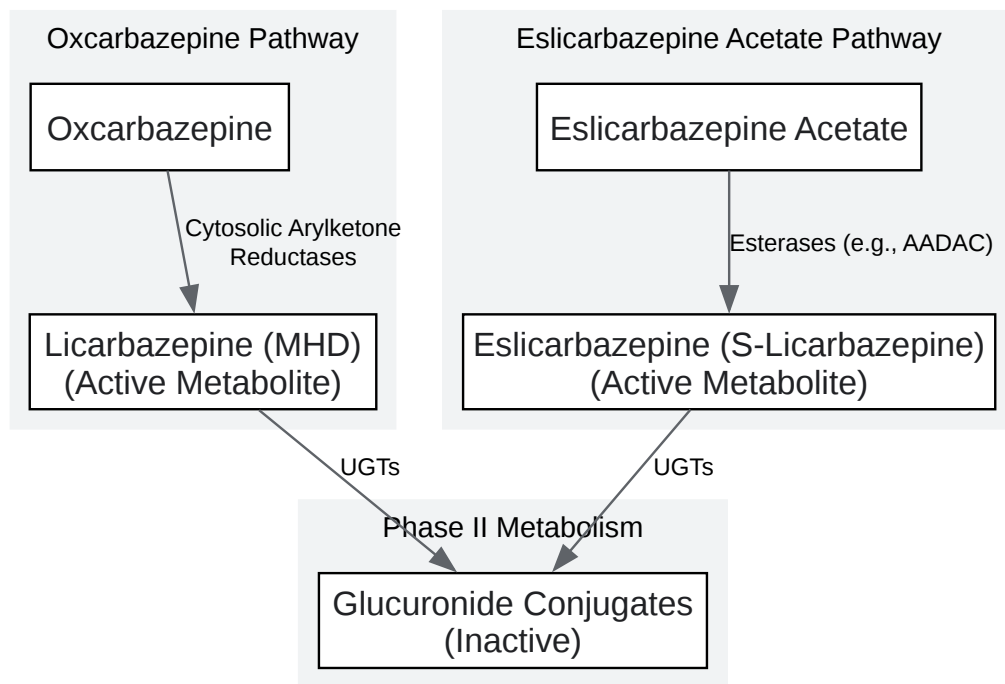 Oxcarbazepine Pathway
Oxcarbazepine
Cytosolic Arylketone
Reductases
Licarbazepine (MHD)
(Active Metabolite)
UGTs
Eslicarbazepine Acetate Pathway
Eslicarbazepine Acetate
Esterases (e.g., AADAC)
Eslicarbazepine (S-Licarbazepine)
(Active Metabolite)
UGTs
Phase II Metabolism
Glucuronide Conjugates
(Inactive)